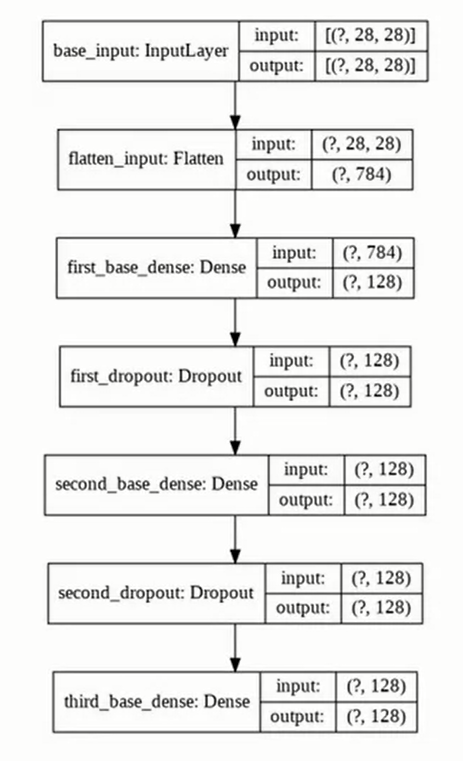 base_input: InputLayer
input: [(?, 28, 28)]
output: [(?, 28, 28)]
flatten_input: Flatten
input: (?, 28, 28)
output: (?, 784)
first_base_dense: Dense
input: (?, 784)
output: (?, 128)
first_dropout: Dropout
input: (?, 128)
output: (?, 128)
second_base_dense: Dense
input: (?, 128)
output: (?, 128)
second_dropout: Dropout
input: (?, 128)
output: (?, 128)
third_base_dense: Dense
input: (?, 128)
output: (?, 128)